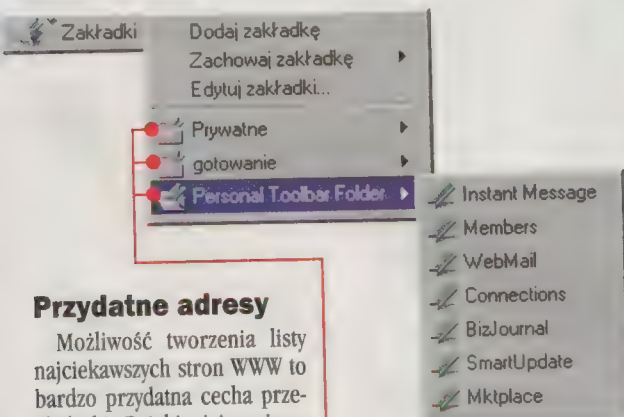 Zakładki
Dodaj zakładkę
Zachowaj zakładkę
Edytuj zakładki...
Prywatne
gotowanie
Personal Toolbar Folder
Instant Message
Members
WebMail
Connections
BizJournal
SmartUpdate
Mktplace
Przydatne adresy
Możliwość tworzenia listy
najciekawszych stron WWW to
bardzo przydatna cecha prze-